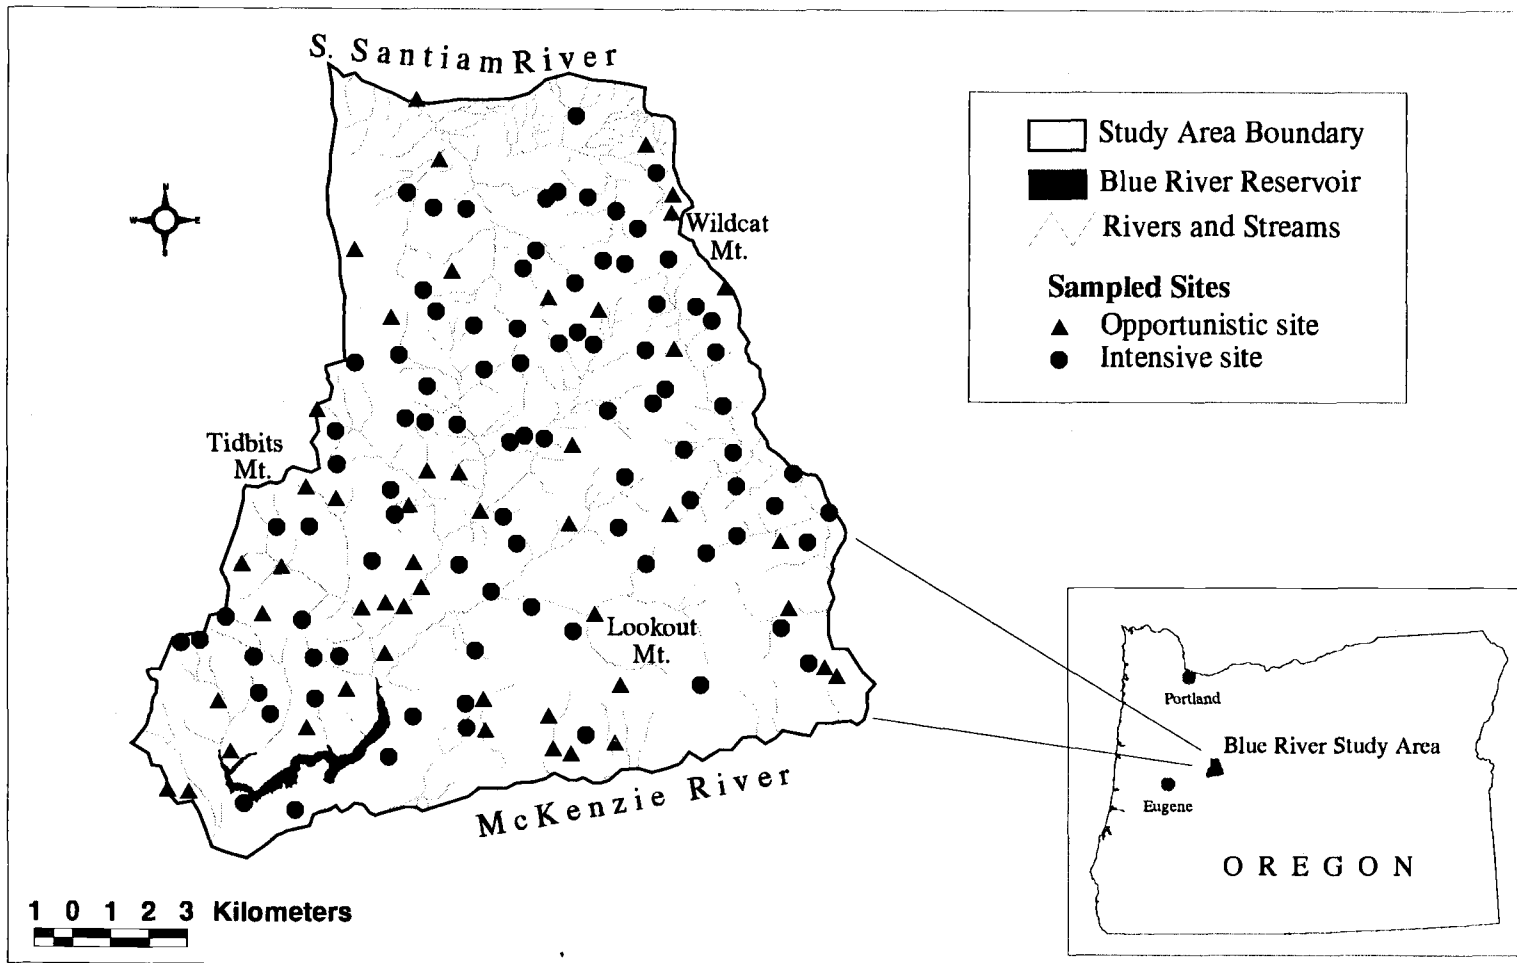 S. Santiam River
N
W E
S
Wildcat
Mt.
Tidbits
Mt.
Lookout
Mt.
McKenzie River
1 0 1 2 3 Kilometers
Study Area Boundary
Blue River Reservoir
Rivers and Streams
Sampled Sites
Opportunistic site
Intensive site
Portland
Blue River Study Area
Eugene
OREGON